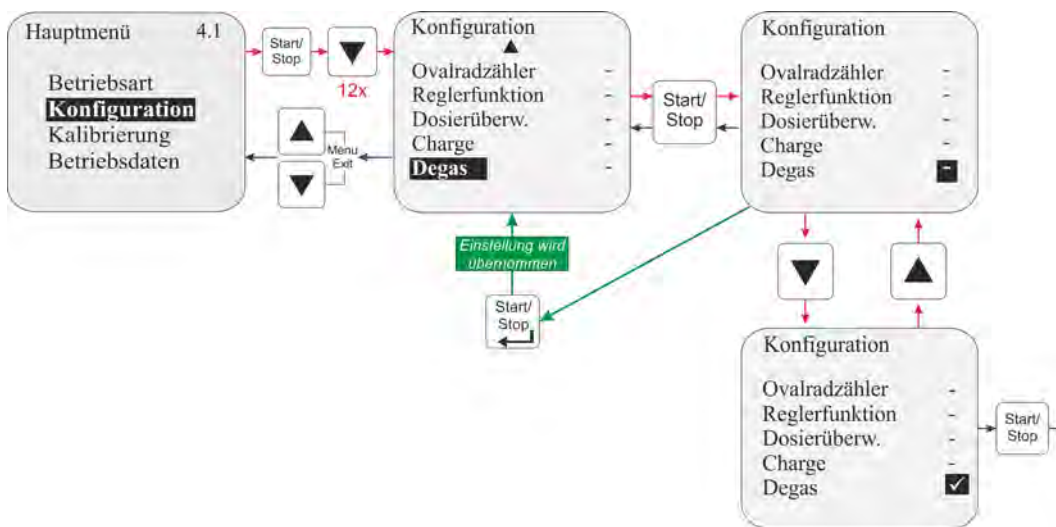 Hauptmenü 4.1
Betriebsart
Konfiguration
Kalibrierung
Betriebsdaten
Start/
Stop
12x
Menu
Exit
Konfiguration
Ovalradzähler -
Reglerfunktion -
Dosierüberw. -
Charge -
Degas -
Start/
Stop
Konfiguration
Ovalradzähler -
Reglerfunktion -
Dosierüberw. -
Charge -
Degas -
Einstellung wird
übernommen
Start/
Stop
Konfiguration
Ovalradzähler -
Reglerfunktion -
Dosierüberw. -
Charge -
Degas ✓
Start/
Stop